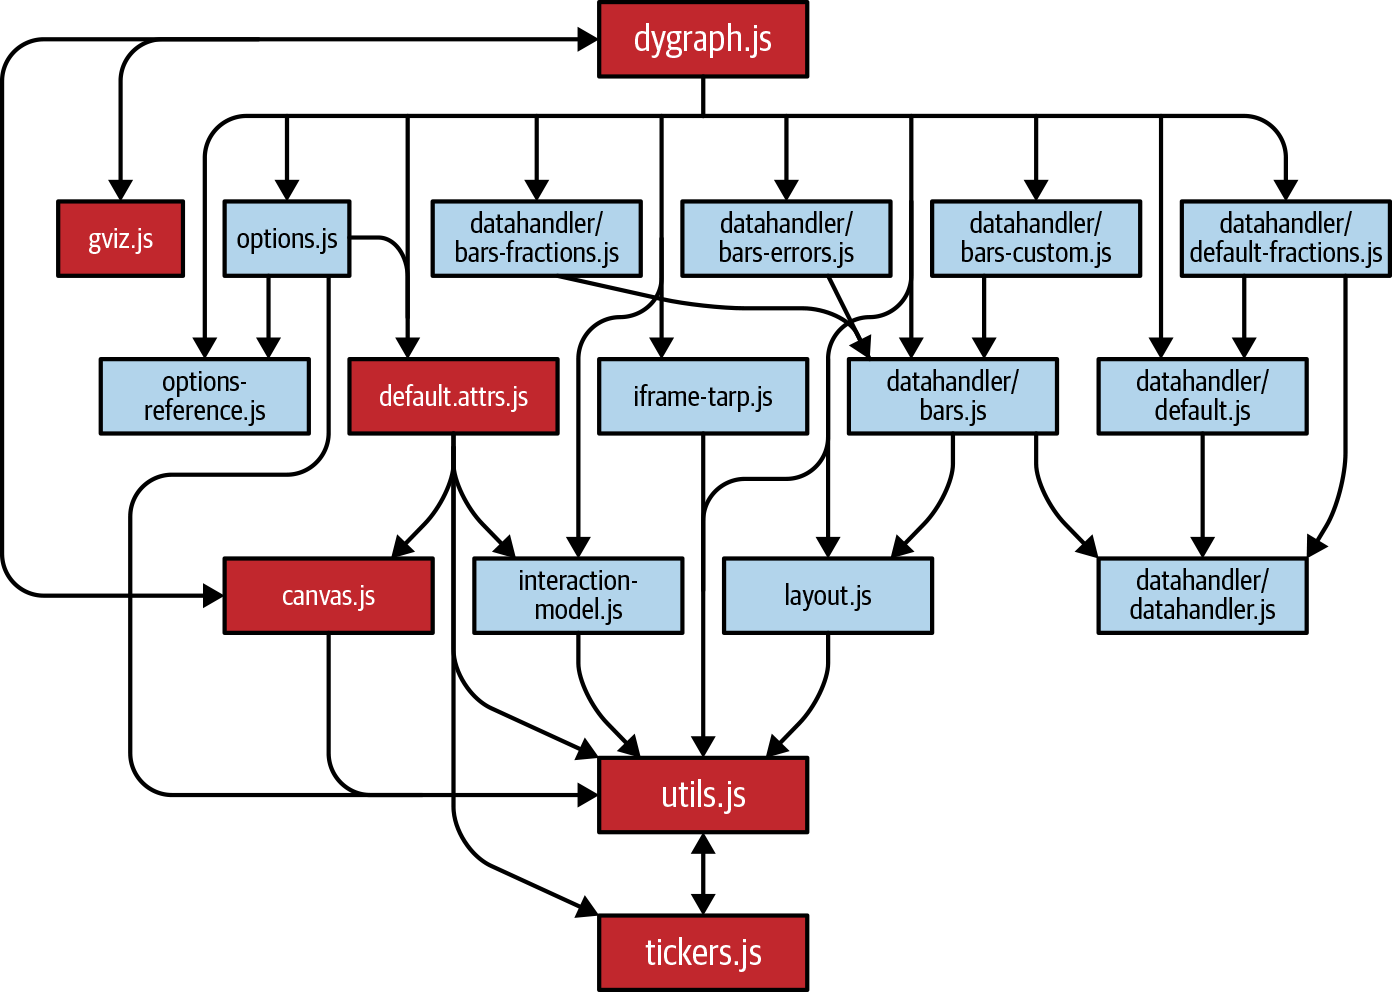 dygraph.js
gviz.js
options.js
datahandler/
bars-fractions.js
datahandler/
bars-errors.js
datahandler/
bars-custom.js
datahandler/
default-fractions.js
options-
reference.js
default.attrs.js
iframe-tarp.js
datahandler/
bars.js
datahandler/
default.js
canvas.js
interaction-
model.js
layout.js
datahandler/
datahandler.js
utils.js
tickers.js